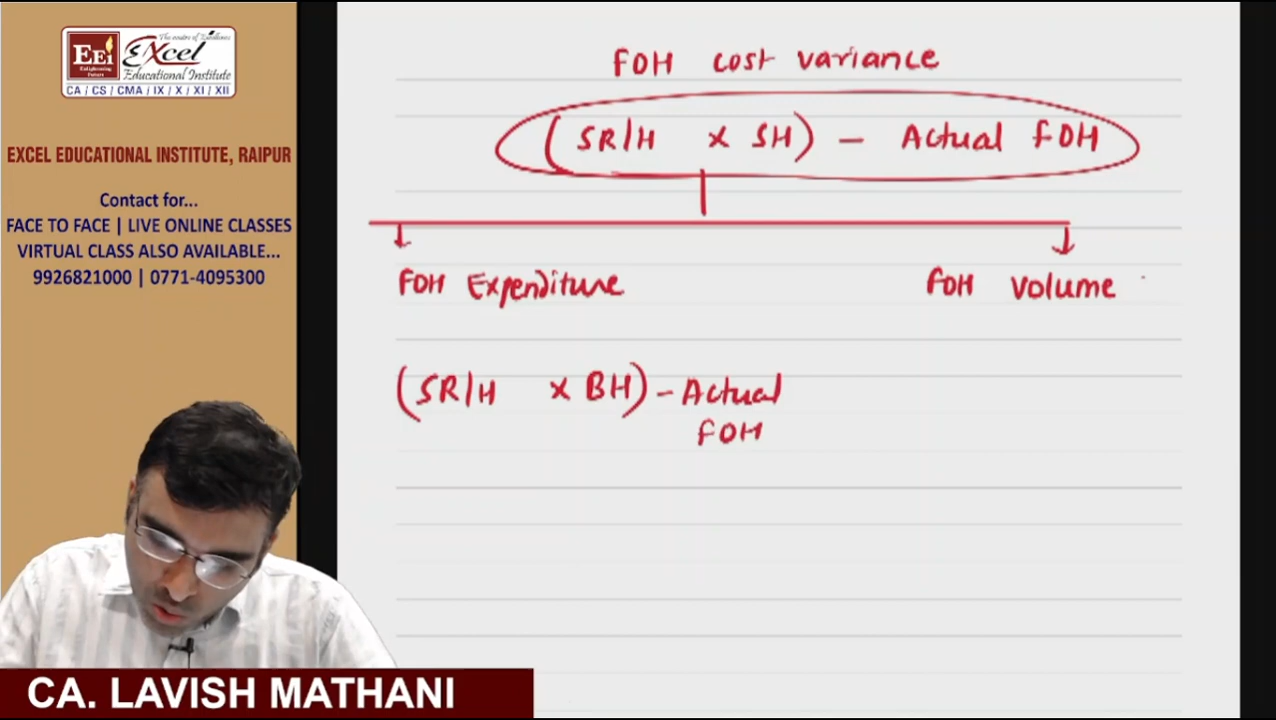 The centre of Excellence
EEi
Enlightening Future
Excel
Educational Institute
CA / CS / CMA / IX / X / XI / XII
EXCEL EDUCATIONAL INSTITUTE, RAIPUR
Contact for...
FACE TO FACE | LIVE ONLINE CLASSES
VIRTUAL CLASS ALSO AVAILABLE...
9926821000 | 0771-4095300
FOH cost variance
(SR/H x SH) - Actual FOH
FOH Expenditure FOH Volume
(SR/H x BH) - Actual
FOH
CA. LAVISH MATHANI